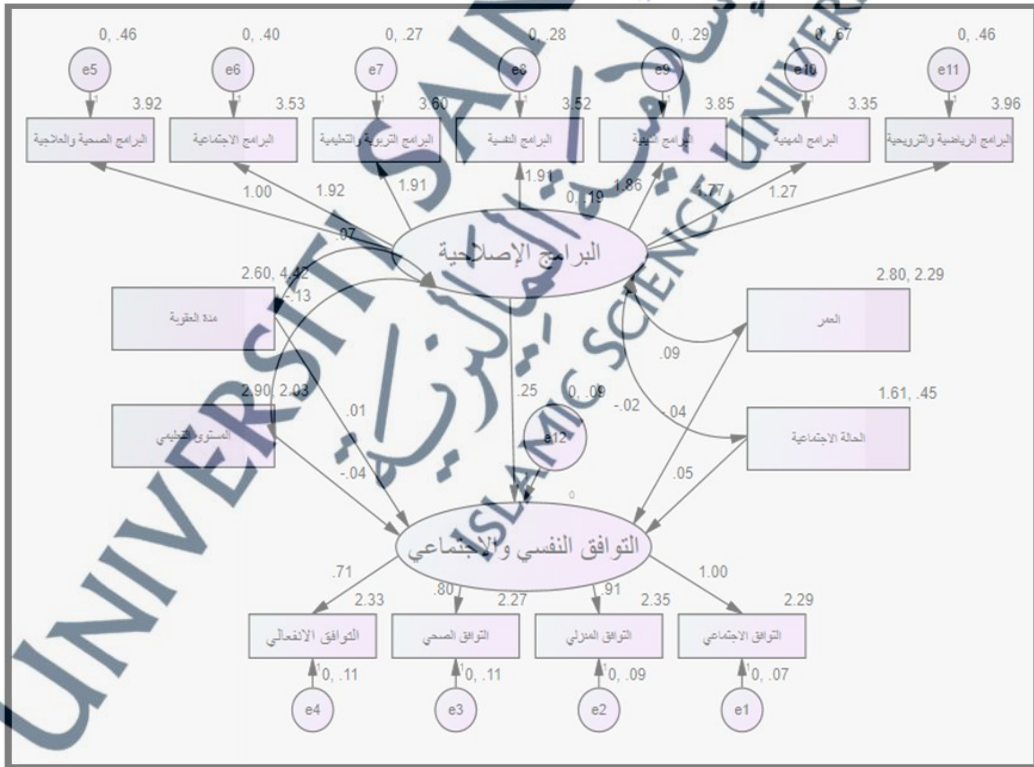 0, .46 0, .40 0, .27 0, .28 0, .29 0, .67 0, .46
e5 e6 e7 e8 e9 e10 e11
3.92 3.53 3.60 3.52 3.85 3.35 3.96
البرامج الصحية والعلاجية البرامج الاجتماعية البرامج التربوية والتعليمية البرامج النفسية البرامج الدينية البرامج المهنية البرامج الرياضية والترويحية
1.00 1.92 1.91 1.91 1.86 1.77 1.27
0, .19
البرامج الإصلاحية
.07
2.60, 4.42 2.80, 2.29
-.13
مدة العقوبة العمر
.09
2.90, 2.03 .25 0, .09 1.61, .45
.01 -.02 -.04
e12
المستوى التعليمي الحالة الاجتماعية
-.04 .05
0
التوافق النفسي والاجتماعي
.71 .80 .91 1.00
2.33 2.27 2.35 2.29
التوافق الانفعالي التوافق الصحي التوافق المنزلي التوافق الاجتماعي
0, .11 0, .11 0, .09 0, .07
e4 e3 e2 e1
UNIVERSITI SAIN
ISLAMIC SCIENCE UNIVER